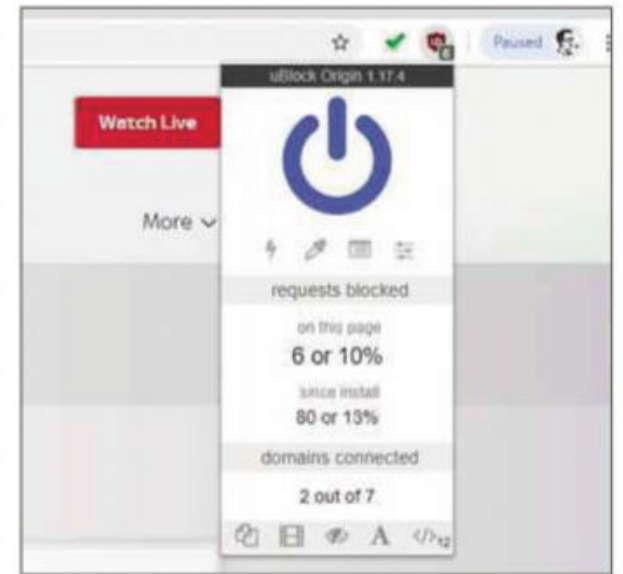 Paused
uBlock Origin 1.17.4
Watch Live
More
requests blocked
on this page
6 or 10%
since install
80 or 13%
domains connected
2 out of 7
A </>12